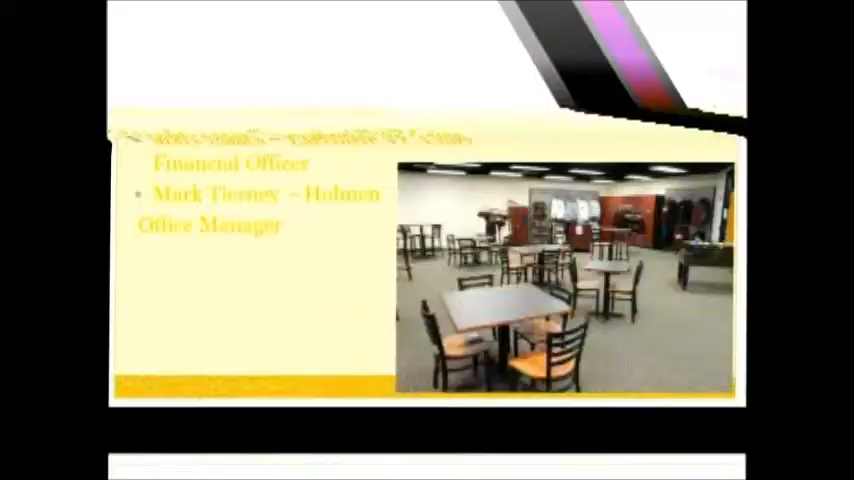 Financial Officer
• Mark Tierney – Holmen
Office Manager